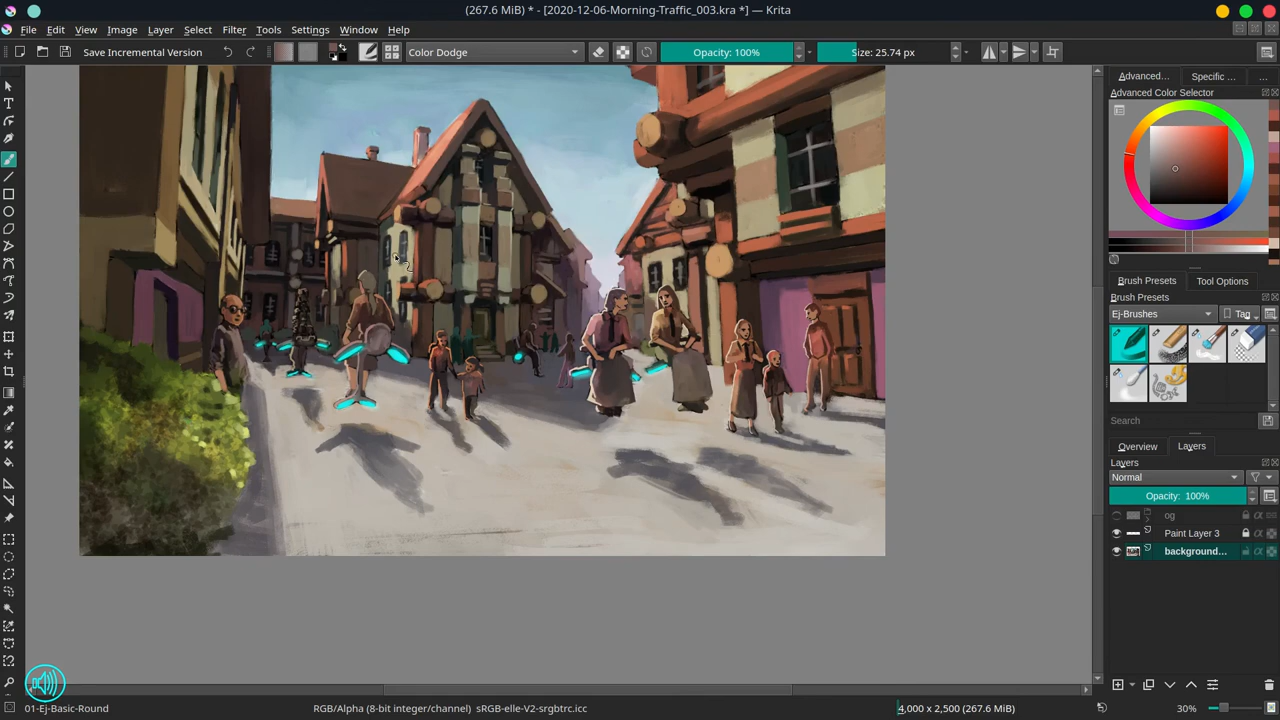 (267.6 MiB) * - [2020-12-06-Morning-Traffic_003.kra *] — Krita
File Edit View Image Layer Select Filter Tools Settings Window Help
Save Incremental Version Color Dodge Opacity: 100% Size: 25.74 px
Advanced... Specific ... ...
Advanced Color Selector
Brush Presets Tool Options
Brush Presets
Ej-Brushes Tag
Search
Overview Layers
Layers
Normal
Opacity: 100%
og
Paint Layer 3
background...
01-Ej-Basic-Round RGB/Alpha (8-bit integer/channel) sRGB-elle-V2-srgbtrc.icc 4,000 x 2,500 (267.6 MiB) 30%